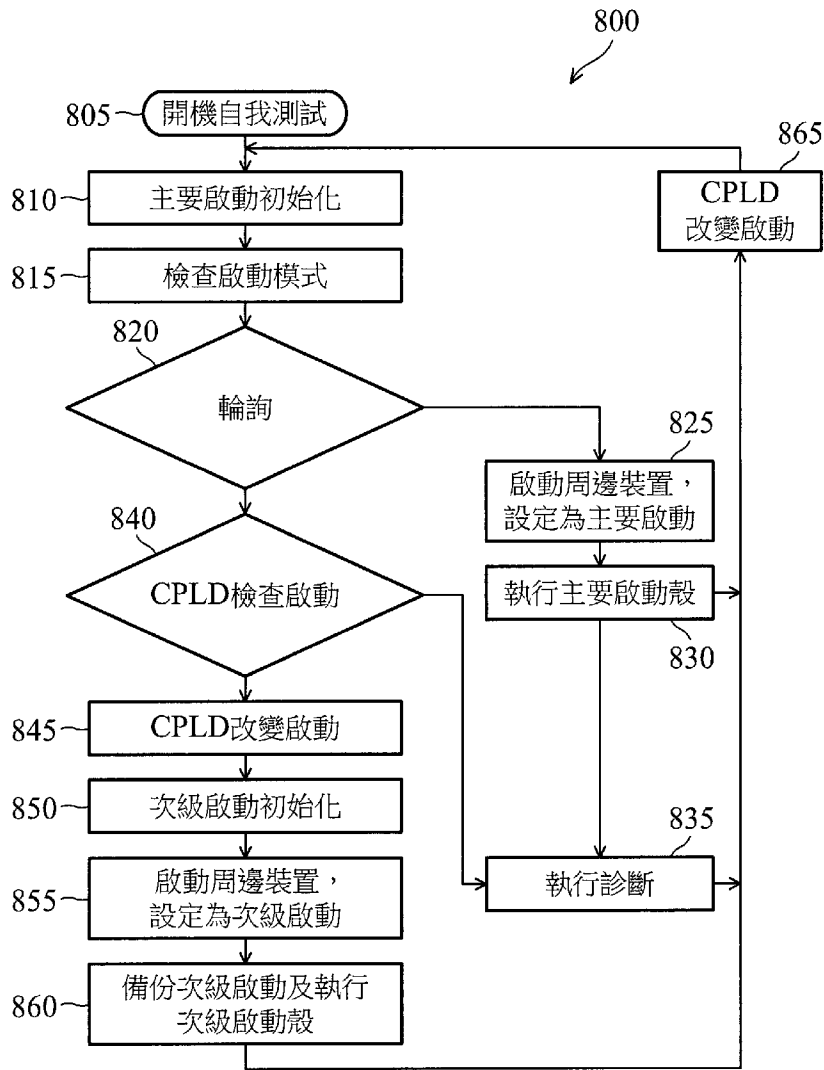 800
805
開機自我測試
865
CPLD
改變啟動
810
主要啟動初始化
815
檢查啟動模式
820
輪詢
825
啟動周邊裝置，
設定為主要啟動
840
CPLD檢查啟動
執行主要啟動殼
830
845
CPLD改變啟動
850
次級啟動初始化
835
執行診斷
855
啟動周邊裝置，
設定為次級啟動
860
備份次級啟動及執行
次級啟動殼